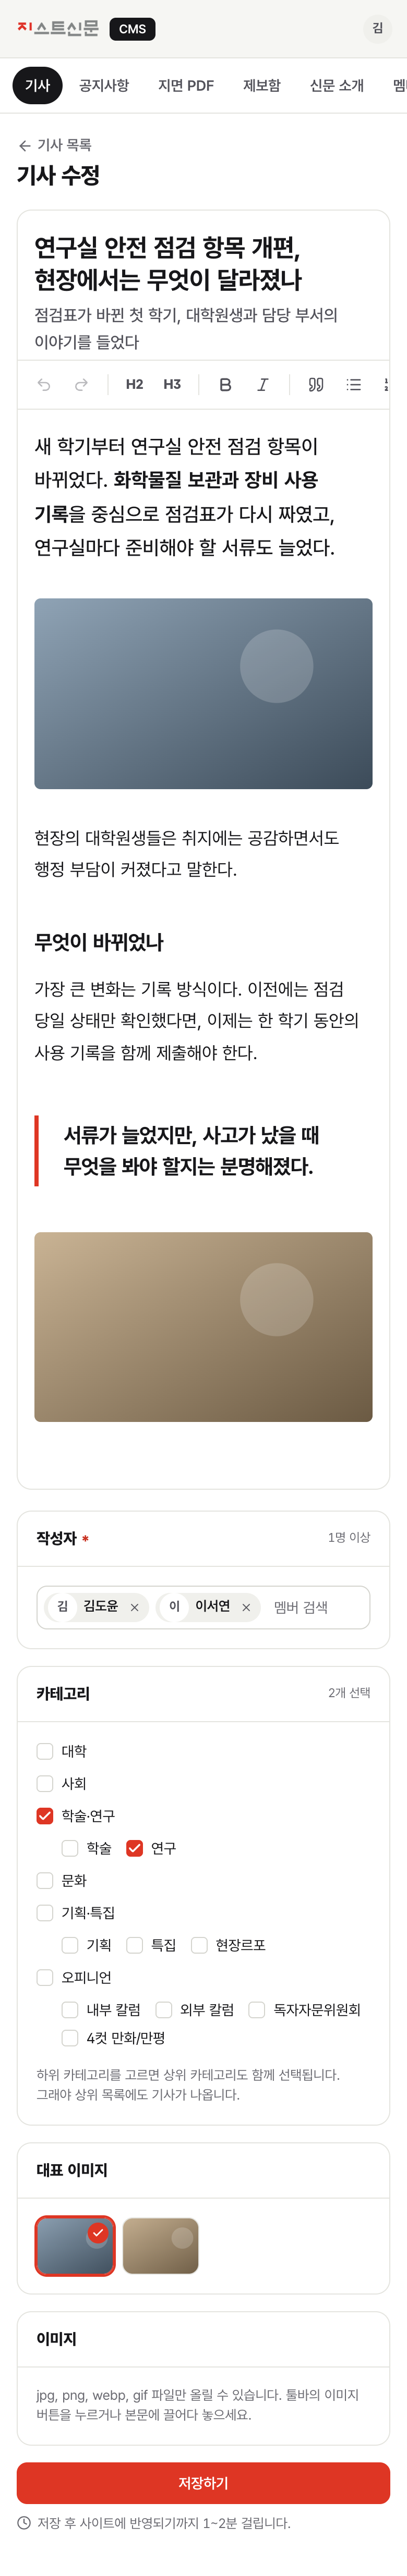 지스트신문 CMS 김
기사 공지사항 지면 PDF 제보함 신문 소개
← 기사 목록
기사 수정
연구실 안전 점검 항목 개편,
현장에서는 무엇이 달라졌나
점검표가 바뀐 첫 학기, 대학원생과 담당 부서의
이야기를 들었다
H2 H3 B I
새 학기부터 연구실 안전 점검 항목이
바뀌었다. 화학물질 보관과 장비 사용
기록을 중심으로 점검표가 다시 짜였고,
연구실마다 준비해야 할 서류도 늘었다.
현장의 대학원생들은 취지에는 공감하면서도
행정 부담이 커졌다고 말한다.
무엇이 바뀌었나
가장 큰 변화는 기록 방식이다. 이전에는 점검
당일 상태만 확인했다면, 이제는 한 학기 동안의
사용 기록을 함께 제출해야 한다.
서류가 늘었지만, 사고가 났을 때
무엇을 봐야 할지는 분명해졌다.
작성자 * 1명 이상
김 김도윤 × 이 이서연 × 멤버 검색
카테고리 2개 선택
대학
사회
학술·연구
학술 연구
문화
기획·특집
기획 특집 현장르포
오피니언
내부 칼럼 외부 칼럼 독자자문위원회
4컷 만화/만평
하위 카테고리를 고르면 상위 카테고리도 함께 선택됩니다.
그래야 상위 목록에도 기사가 나옵니다.
대표 이미지
이미지
jpg, png, webp, gif 파일만 올릴 수 있습니다. 툴바의 이미지
버튼을 누르거나 본문에 끌어다 놓으세요.
저장하기
저장 후 사이트에 반영되기까지 1~2분 걸립니다.